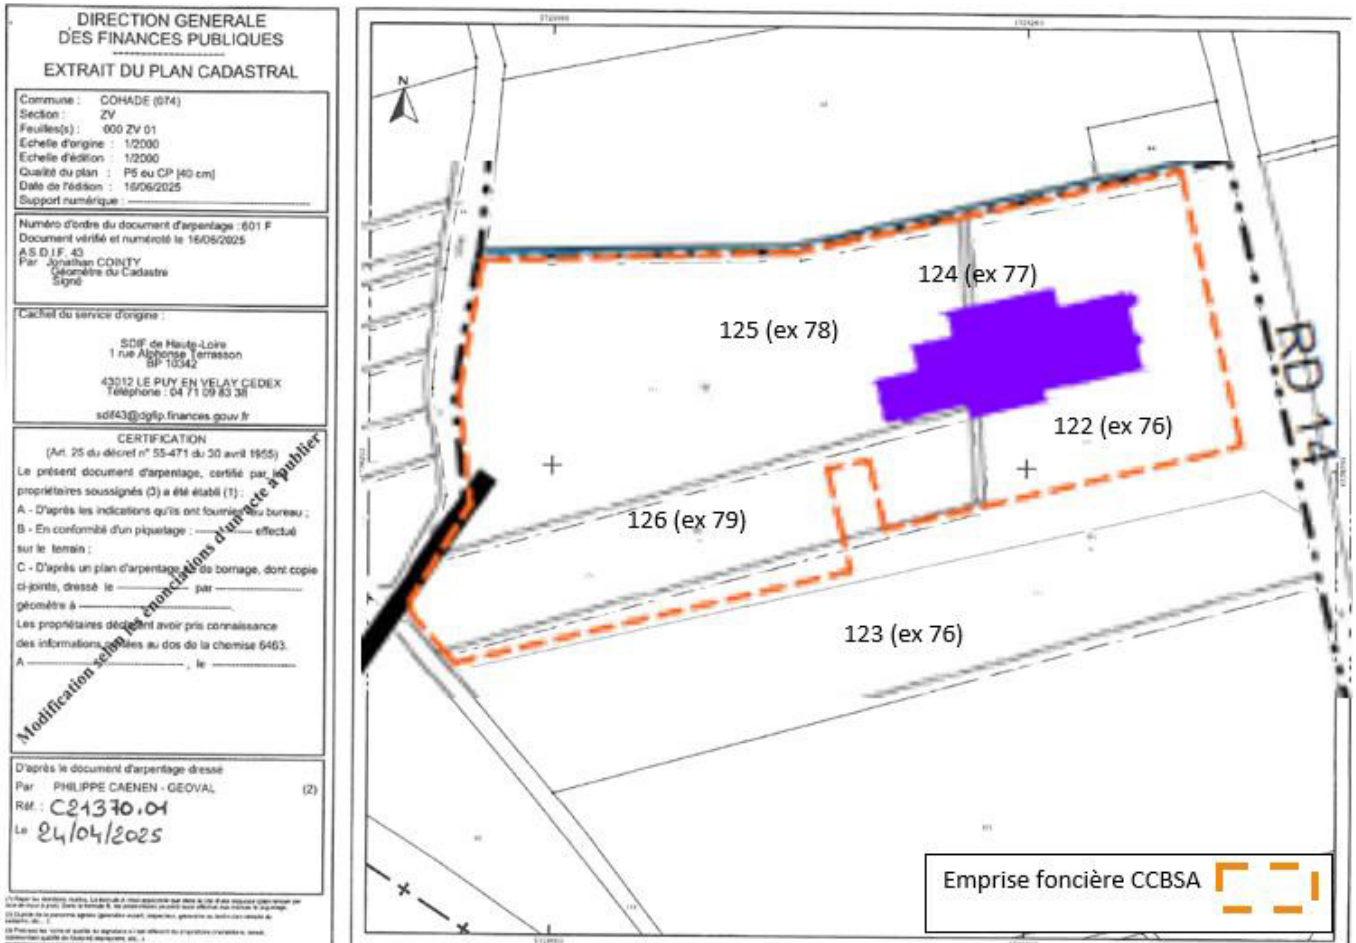 DIRECTION GENERALE
DES FINANCES PUBLIQUES
EXTRAIT DU PLAN CADASTRAL
Commune : COHADE (074)
Section : ZV
Feuilles(s) : 000 ZV 01
Echelle d'origine : 1/2000
Echelle d'édition : 1/2000
Qualité du plan : P5 ou CP [40 cm]
Date de l'édition : 16/06/2025
Support numérique :
Numéro d'ordre du document d'arpentage : 601 F
Document vérifié et numéroté le 16/06/2025
A S.D.I.F. 43
Par Jonathan COINTY
Géomètre du Cadastre
Signé
Cachet du service d'origine :
SDIF de Haute-Loire
1 rue Alphonse Terrasson
BP 10342
43012 LE PUY EN VELAY CEDEX
Téléphone : 04 71 09 83 38
sdif43@dgfip.finances.gouv.fr
CERTIFICATION
(Art. 25 du décret n° 55-471 du 30 avril 1955)
Le présent document d'arpentage, certifié par les
propriétaires soussignés (3) a été établi (1) :
A - D'après les indications qu'ils ont fournies au bureau ;
B - En conformité d'un piquetage : effectué
sur le terrain ;
C - D'après un plan d'arpentage ou de bornage, dont copie
ci-jointe, dressé le par
géomètre à
Les propriétaires déclarent avoir pris connaissance
des informations portées au dos de la chemise 6463.
A , le
Modification selon les énonciations d'un acte à publier
D'après le document d'arpentage dressé
Par PHILIPPE CAENEN - GEOVAL (2)
Réf. : C21370.01
Le 24/04/2025
N
124 (ex 77)
125 (ex 78)
122 (ex 76)
126 (ex 79)
123 (ex 76)
RD 14
Emprise foncière CCBSA